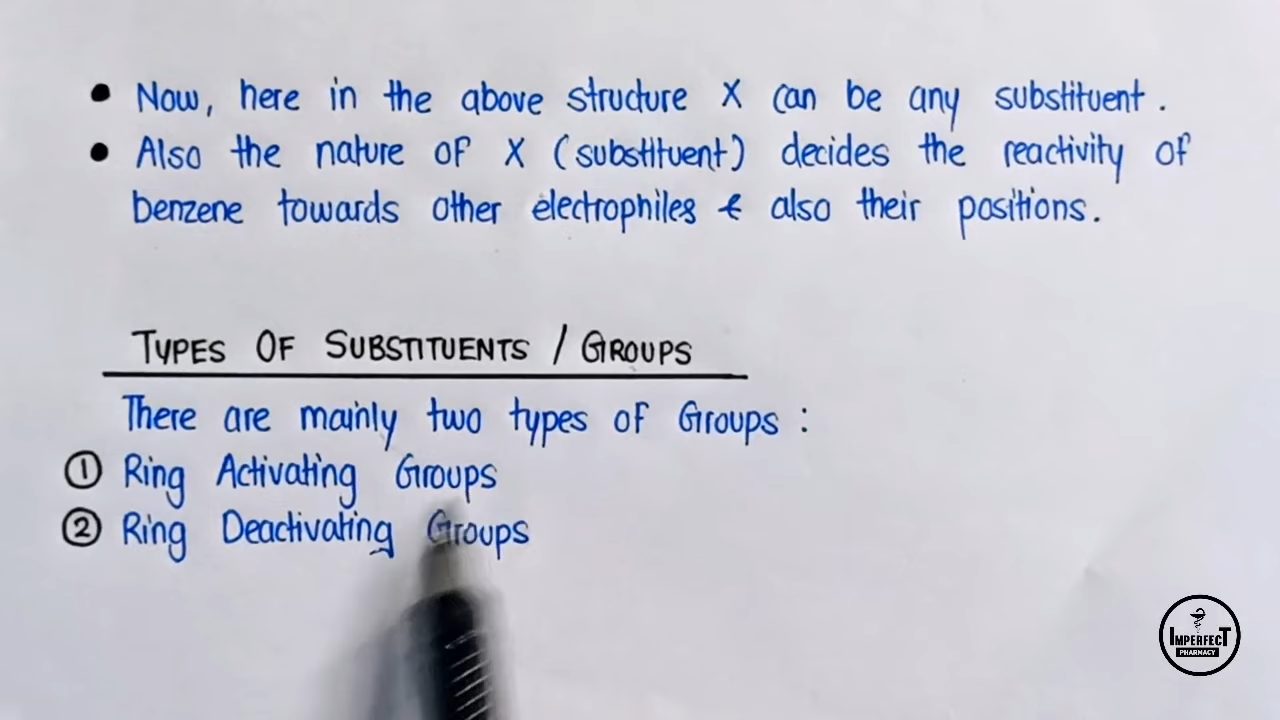 • Now, here in the above structure X can be any substituent.
• Also the nature of X (substituent) decides the reactivity of
benzene towards other electrophiles & also their positions.
TYPES OF SUBSTITUENTS / GROUPS
There are mainly two types of Groups :
① Ring Activating Groups
② Ring Deactivating Groups
IMPERFECT
PHARMACY